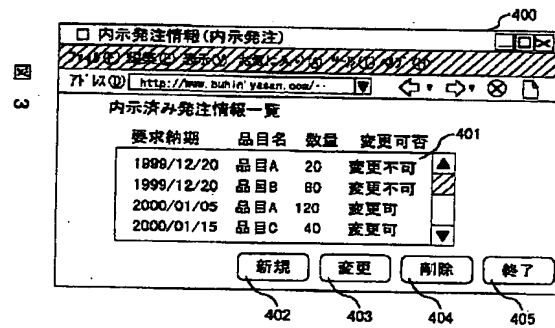 400
図 3
□ 内示発注情報(内示発注)
ｱﾄﾞﾚｽ(D) http://www.buhin'yasan.com/··
内示済み発注情報一覧
401
要求納期 品目名 数量 変更可否
1999/12/20 品目A 20 変更不可
1999/12/20 品目B 80 変更不可
2000/01/05 品目A 120 変更可
2000/01/15 品目C 40 変更可
新規 変更 削除 終了
402 403 404 405